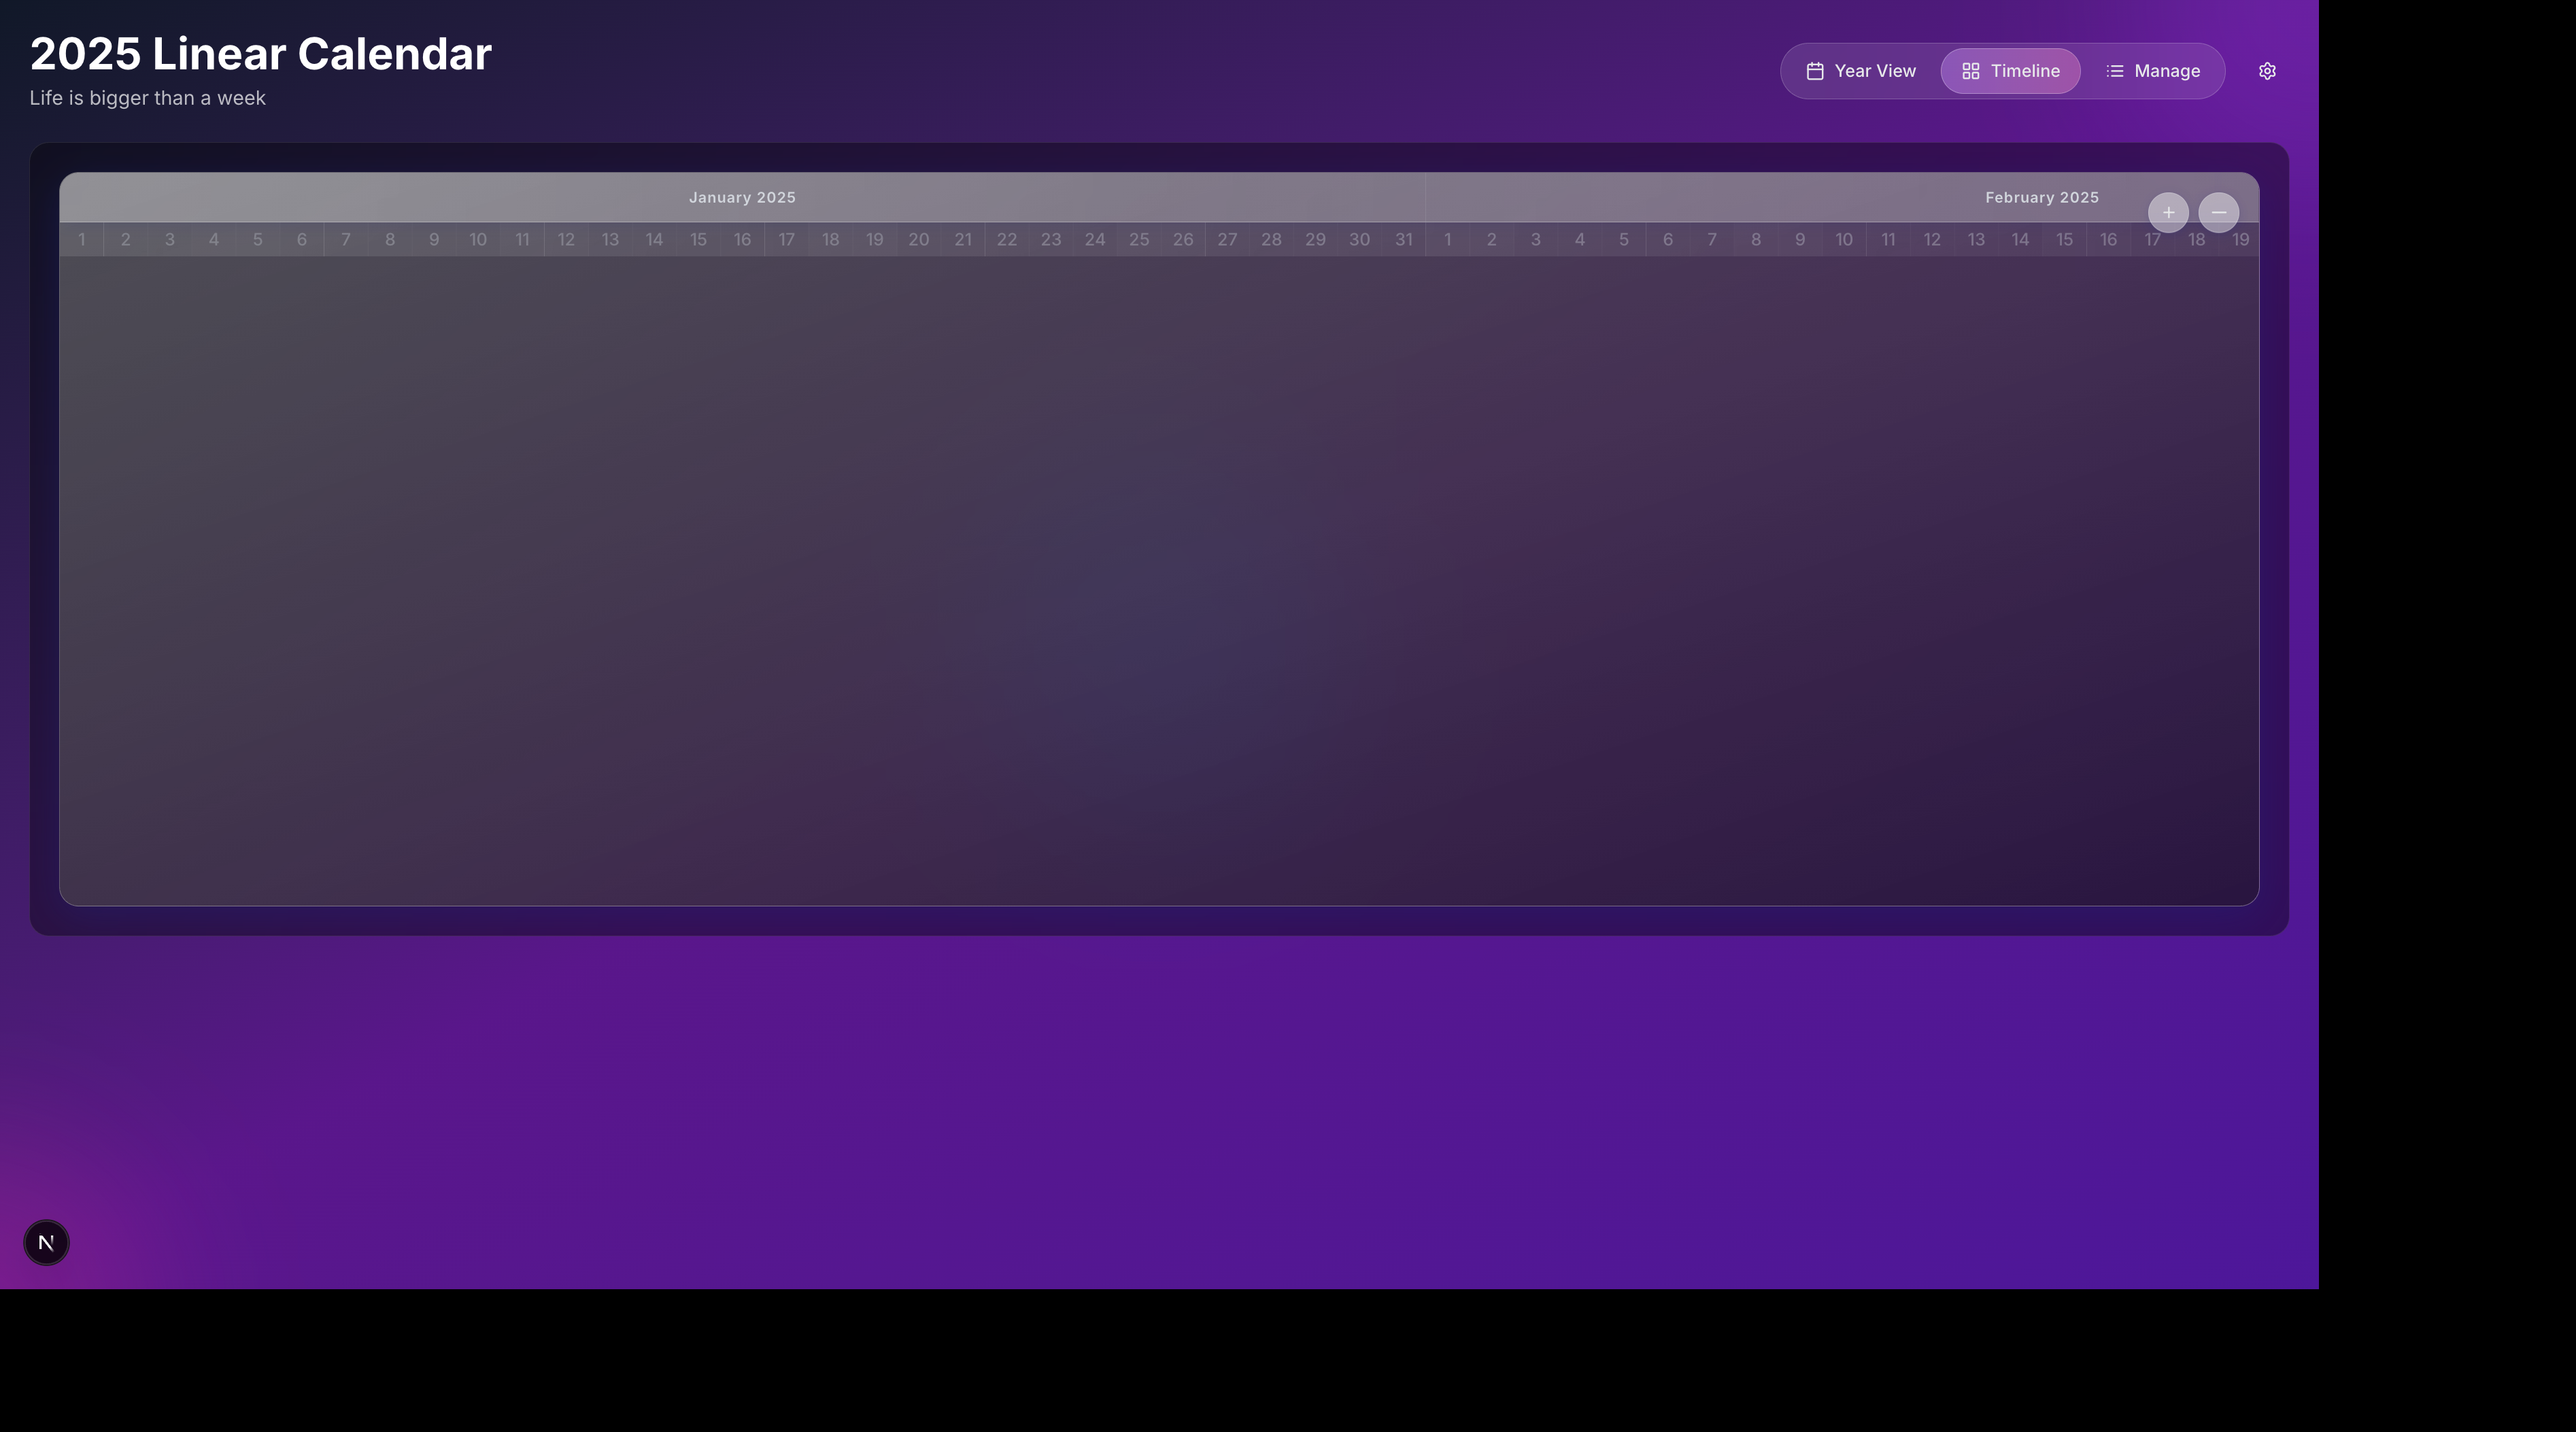 2025 Linear Calendar
Life is bigger than a week
Year View Timeline Manage
January 2025 February 2025
1 2 3 4 5 6 7 8 9 10 11 12 13 14 15 16 17 18 19 20 21 22 23 24 25 26 27 28 29 30 31 1 2 3 4 5 6 7 8 9 10 11 12 13 14 15 16 17 18 19
N